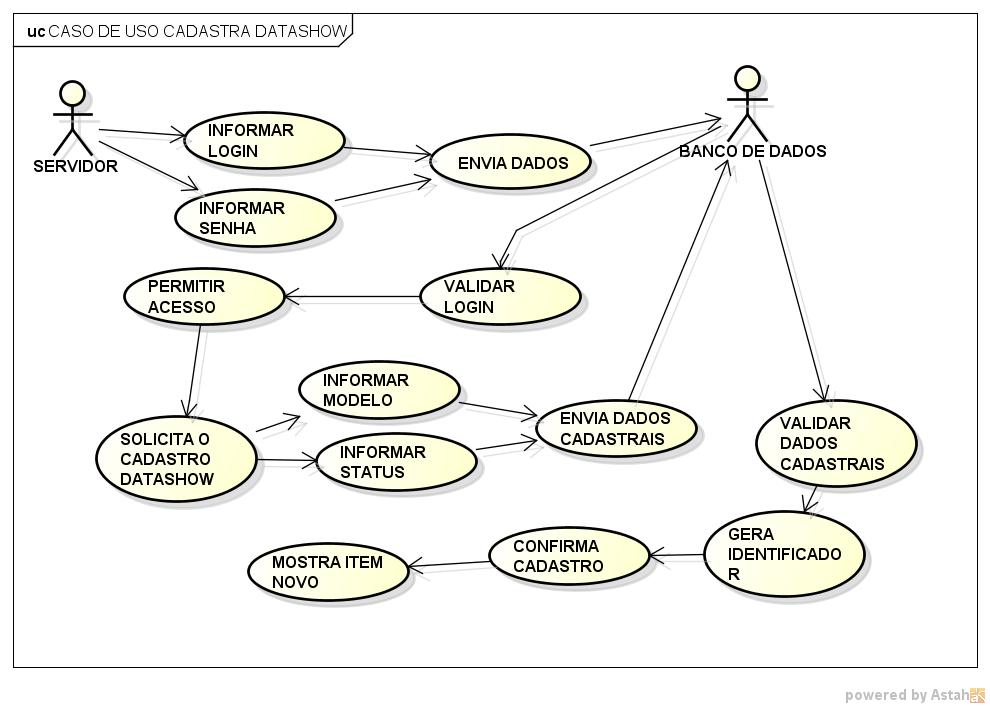 uc CASO DE USO CADASTRA DATASHOW
SERVIDOR
INFORMAR
LOGIN
ENVIA DADOS
BANCO DE DADOS
INFORMAR
SENHA
PERMITIR
ACESSO
VALIDAR
LOGIN
INFORMAR
MODELO
SOLICITA O
CADASTRO
DATASHOW
INFORMAR
STATUS
ENVIA DADOS
CADASTRAIS
VALIDAR
DADOS
CADASTRAIS
GERA
IDENTIFICADO
R
CONFIRMA
CADASTRO
MOSTRA ITEM
NOVO
powered by Astah